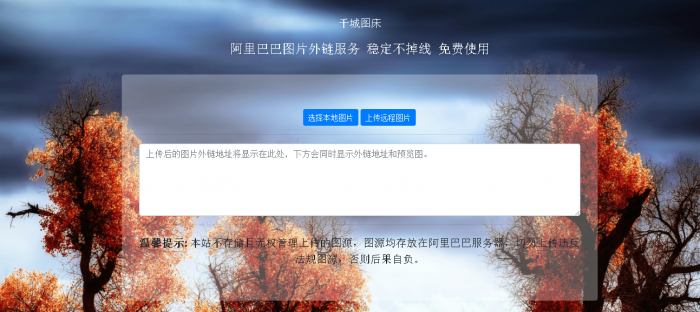 千城图床
阿里巴巴图片外链服务 稳定不掉线 免费使用
选择本地图片 上传远程图片
上传后的图片外链地址将显示在此处，下方会同时显示外链地址和预览图。
温馨提示: 本站不存储且无权管理上传的图源，图源均存放在阿里巴巴服务器，切勿上传违反
法规图源，否则后果自负。